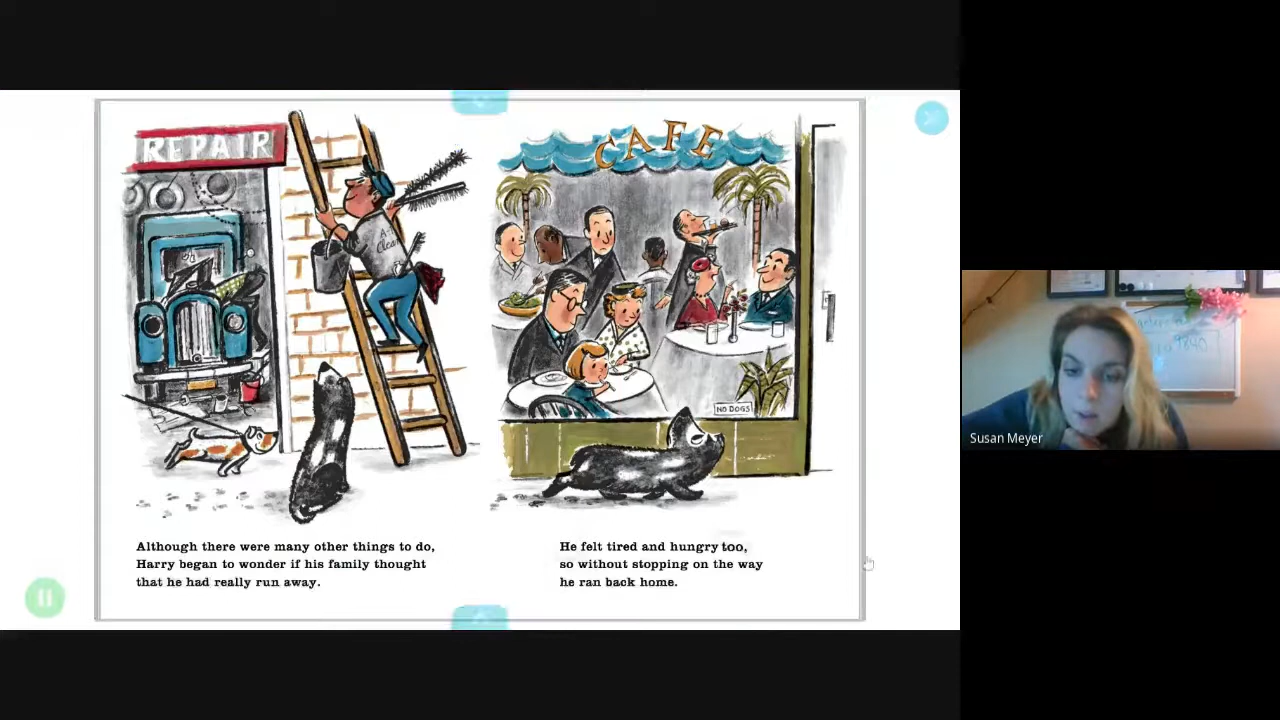 REPAIR
A-1
Clean
CAFE
NO DOGS
Although there were many other things to do,
Harry began to wonder if his family thought
that he had really run away.
He felt tired and hungry too,
so without stopping on the way
he ran back home.
Susan Meyer